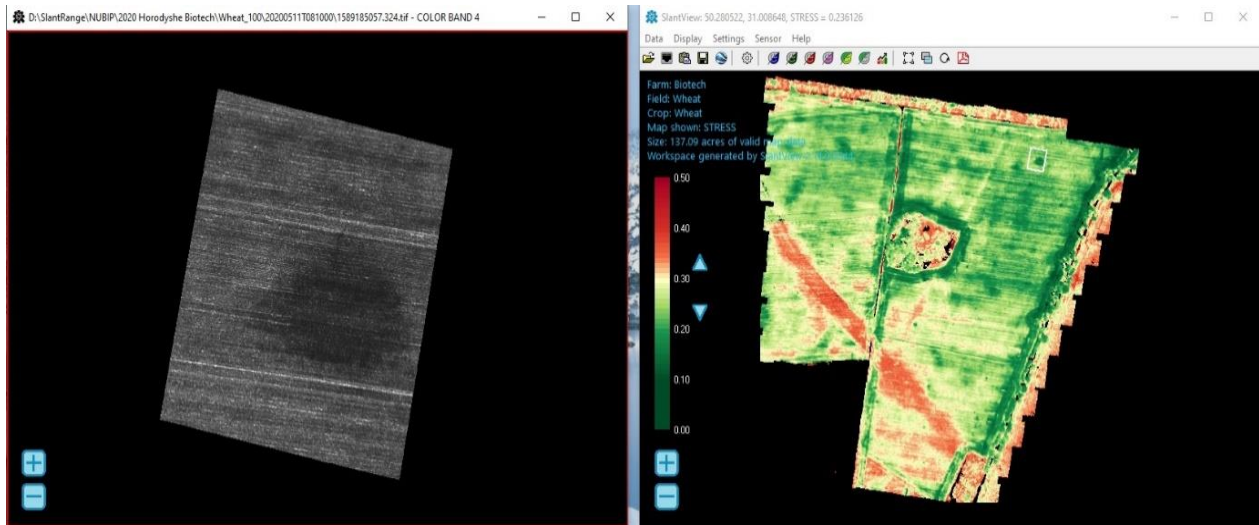 D:\SlantRange\NUBIP\2020 Horodyshe Biotech\Wheat_100\20200511T081000\1589185057.324.tif - COLOR BAND 4
SlantView: 50.280522, 31.008648, STRESS = 0.236126
Data Display Settings Sensor Help
Farm: Biotech
Field: Wheat
Crop: Wheat
Map shown: STRESS
Size: 137.09 acres of valid
Workspace generated by SlantView
0.50
0.40
0.30
0.20
0.10
0.00